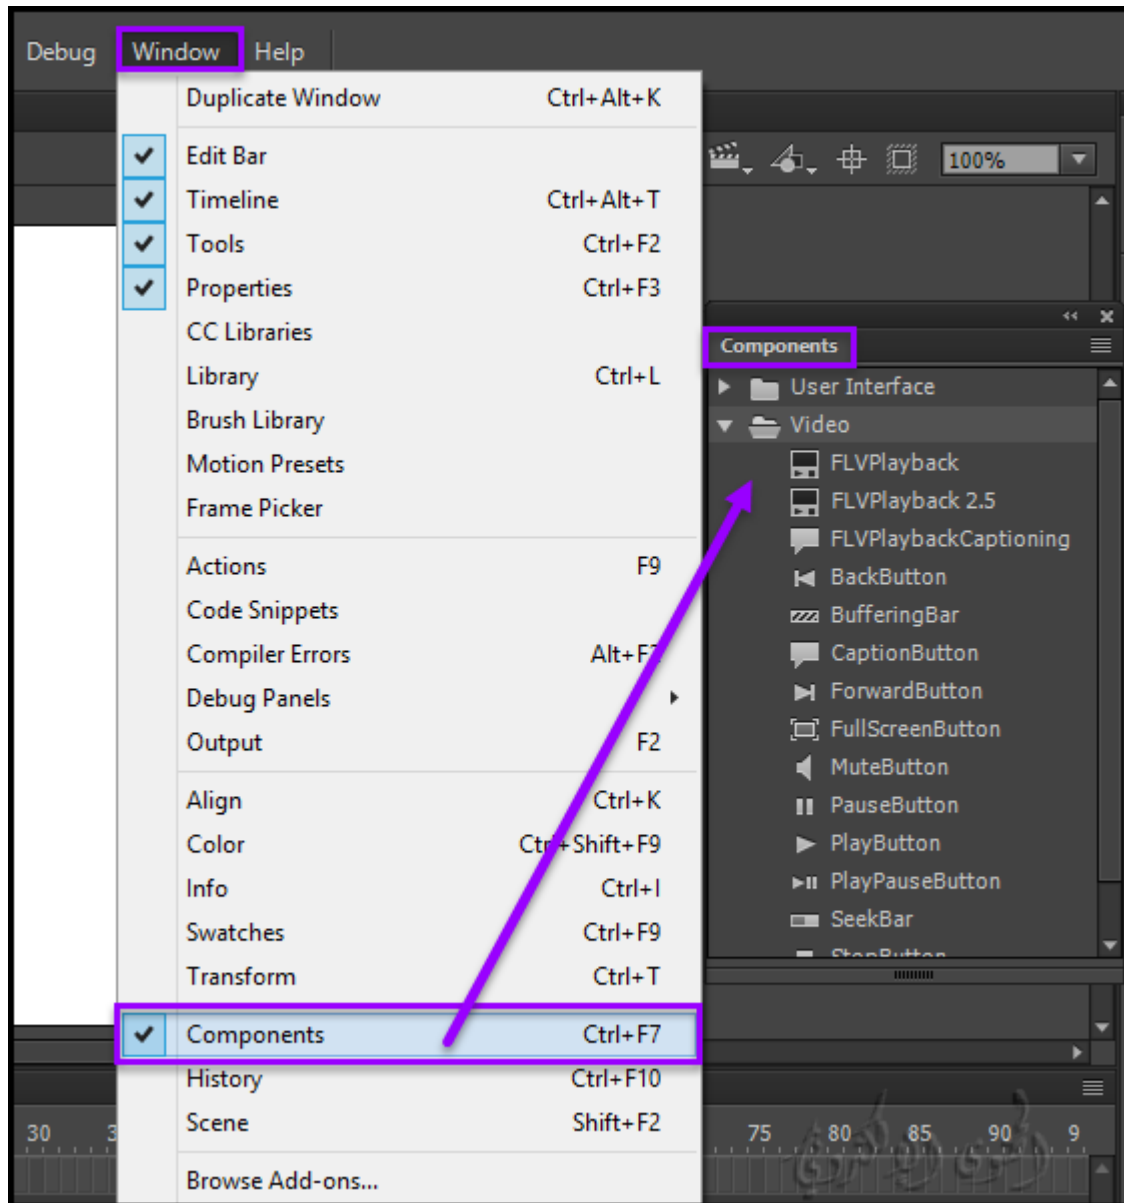 Debug Window Help
Duplicate Window Ctrl+Alt+K
Edit Bar
Timeline Ctrl+Alt+T
Tools Ctrl+F2
Properties Ctrl+F3
CC Libraries
Library Ctrl+L
Brush Library
Motion Presets
Frame Picker
Actions F9
Code Snippets
Compiler Errors
Debug Panels
Output F2
Align Ctrl+K
Color Ctrl+Shift+F9
Info Ctrl+I
Swatches Ctrl+F9
Transform Ctrl+T
Components Ctrl+F7
History Ctrl+F10
Scene Shift+F2
Browse Add-ons...
100%
Components
User Interface
Video
FLVPlayback
FLVPlayback 2.5
FLVPlaybackCaptioning
BackButton
BufferingBar
CaptionButton
ForwardButton
FullScreenButton
MuteButton
PauseButton
PlayButton
PlayPauseButton
SeekBar
StopButton
30 75 80 85 90